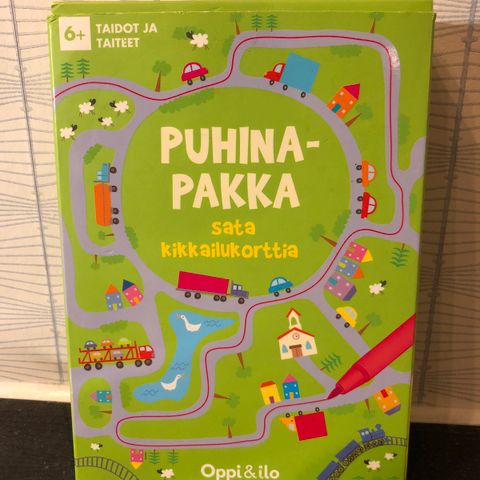 6+
TAIDOT JA
TAITEET
PUHINA-
PAKKA
sata
kikkailukorttia
Oppi&ilo